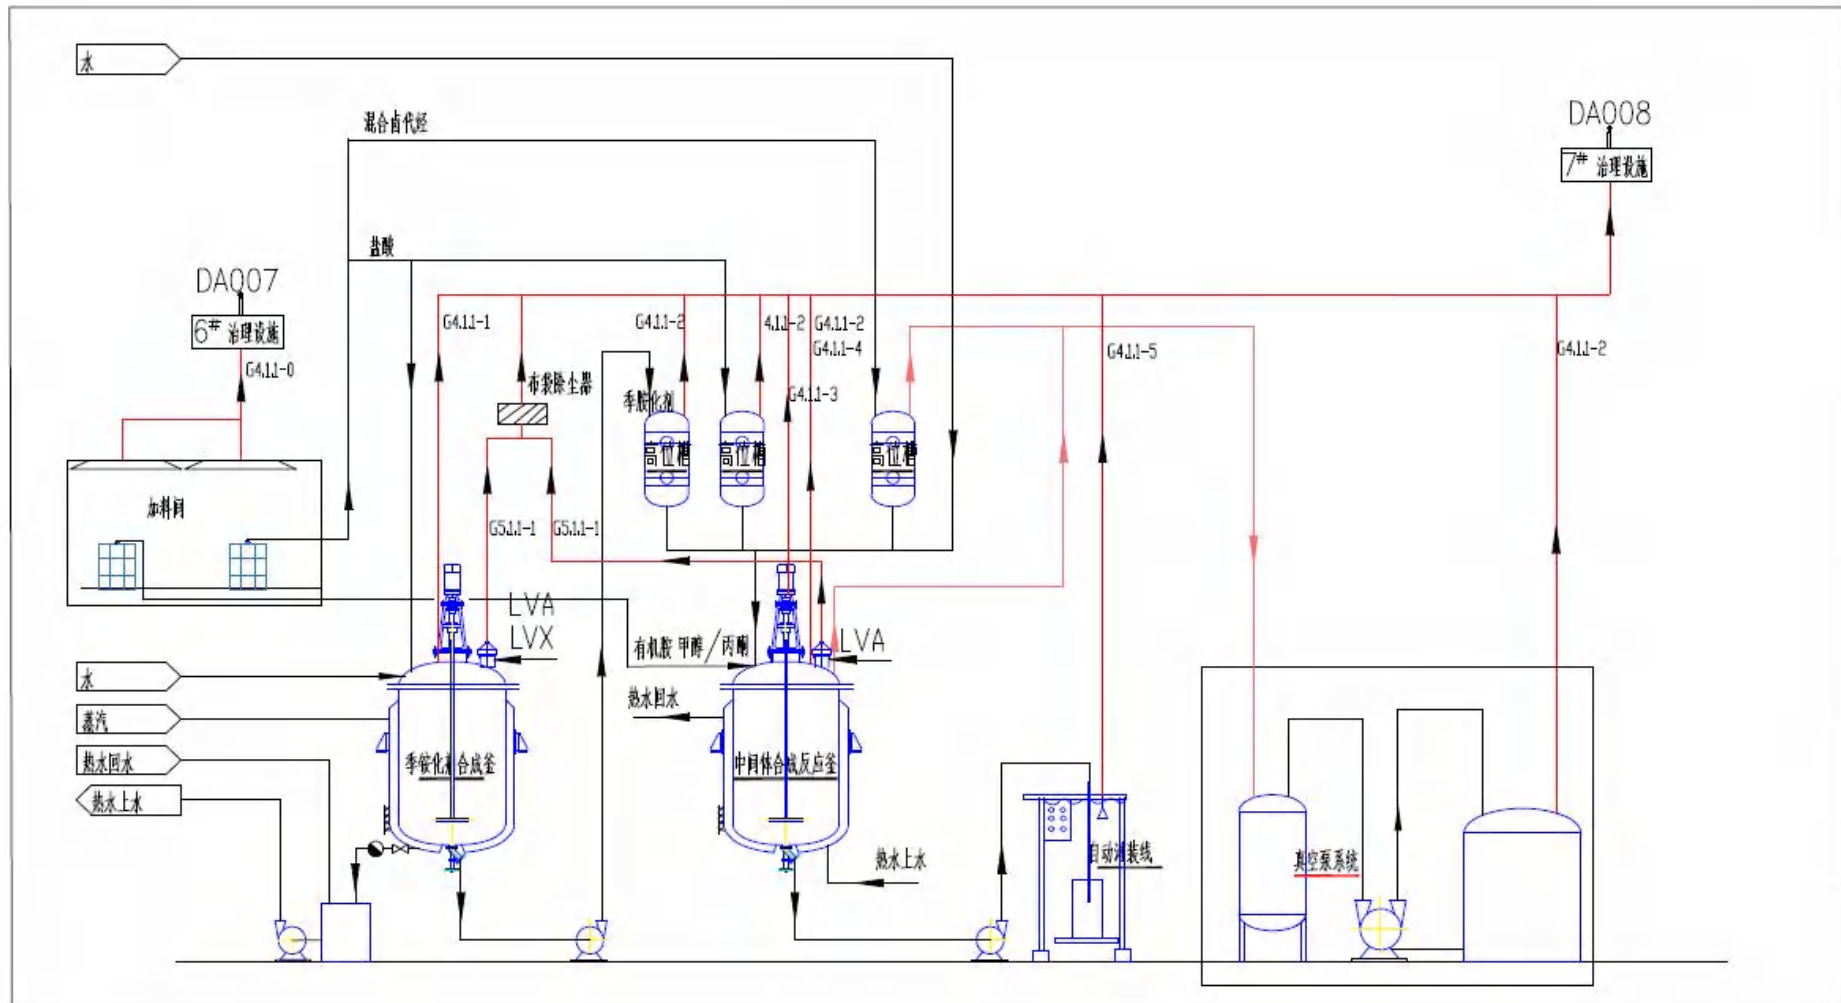 水
混合卤代烃
DA008
7# 治理设施
盐酸
DA007
6# 治理设施
G4.1.1-0
G4.1.1-1
G4.1.1-2
4.1.1-2
G4.1.1-2
G4.1.1-4
G4.1.1-5
G4.1.1-2
布袋除尘器
季胺化剂
G4.1.1-3
高位槽
高位槽
高位槽
加料间
G5.1.1-1
G5.1.1-1
LVA
LVX
有机胺 甲醇/丙酮
LVA
水
热水回水
蒸汽
热水回水
季铵化剂合成釜
中间体合成反应釜
热水上水
热水上水
自动灌装线
真空泵系统